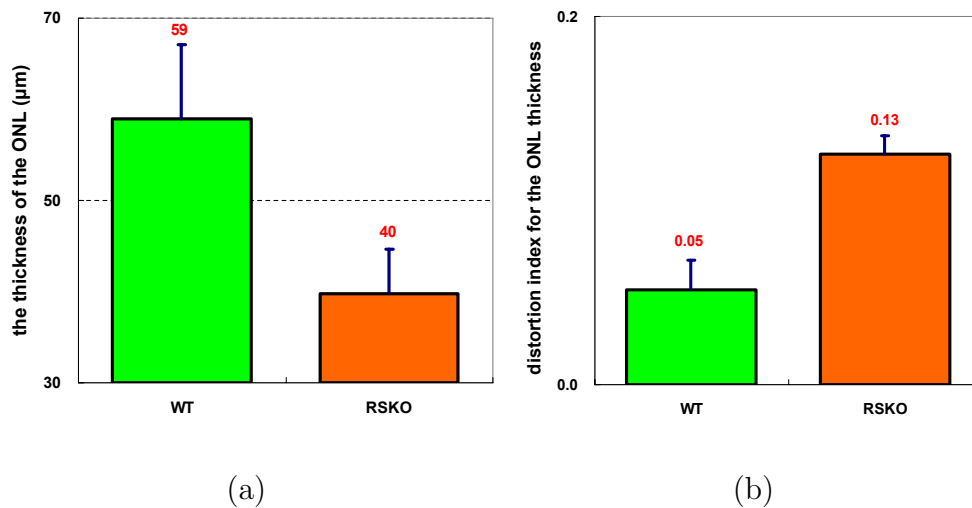 the thickness of the ONL (µm)
70
50
30
59
40
WT
RSKO
(a)
distortion index for the ONL thickness
0.2
0.0
0.05
0.13
WT
RSKO
(b)